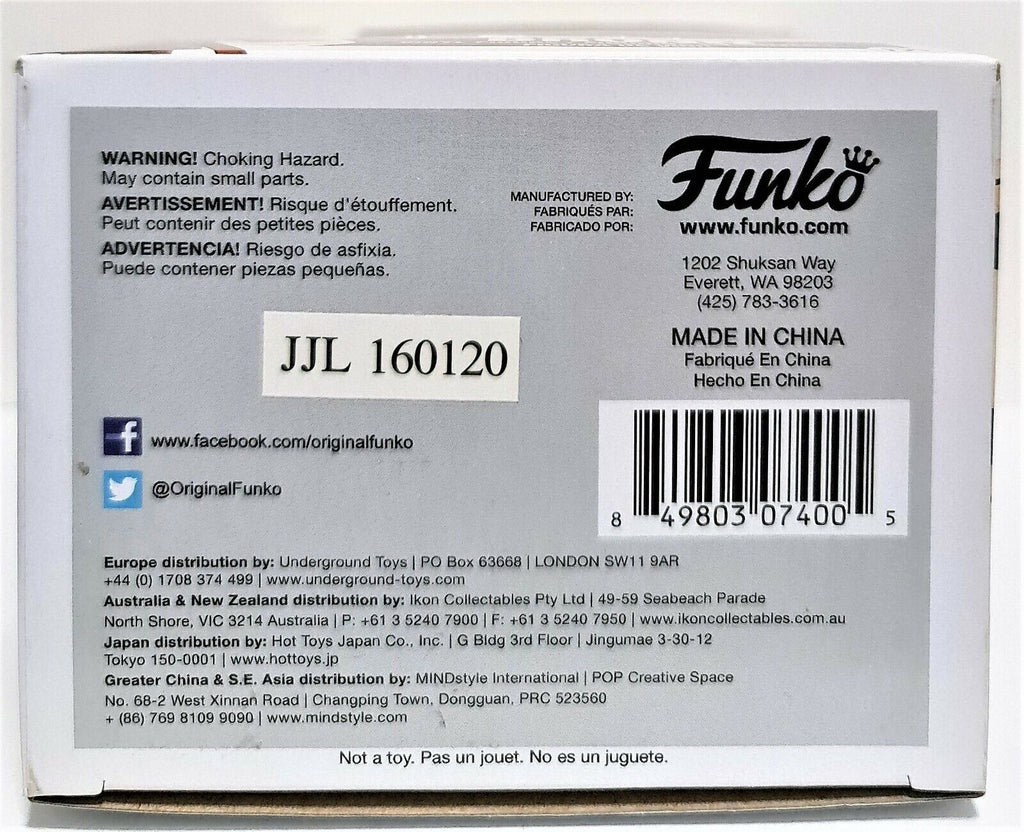 WARNING! Choking Hazard.
May contain small parts.
AVERTISSEMENT! Risque d'étouffement.
Peut contenir des petites pièces.
ADVERTENCIA! Riesgo de asfixia.
Puede contener piezas pequeñas.
MANUFACTURED BY:
FABRIQUÉS PAR:
FABRICADO POR:
Funko
www.funko.com
1202 Shuksan Way
Everett, WA 98203
(425) 783-3616
MADE IN CHINA
Fabriqué En China
Hecho En China
JJL 160120
www.facebook.com/originalfunko
@OriginalFunko
8 49803 07400 5
Europe distribution by: Underground Toys | PO Box 63668 | LONDON SW11 9AR
+44 (0) 1708 374 499 | www.underground-toys.com
Australia & New Zealand distribution by: Ikon Collectables Pty Ltd | 49-59 Seabeach Parade
North Shore, VIC 3214 Australia | P: +61 3 5240 7900 | F: +61 3 5240 7950 | www.ikoncollectables.com.au
Japan distribution by: Hot Toys Japan Co., Inc. | G Bldg 3rd Floor | Jingumae 3-30-12
Tokyo 150-0001 | www.hottoys.jp
Greater China & S.E. Asia distribution by: MINDstyle International | POP Creative Space
No. 68-2 West Xinnan Road | Changping Town, Dongguan, PRC 523560
+ (86) 769 8109 9090 | www.mindstyle.com
Not a toy. Pas un jouet. No es un juguete.